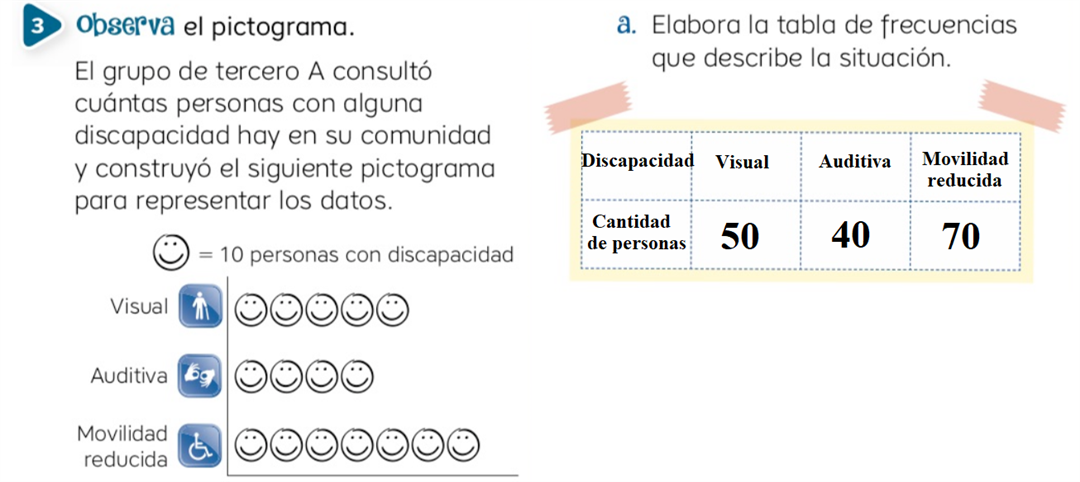 3 Observa el pictograma.
El grupo de tercero A consultó
cuántas personas con alguna
discapacidad hay en su comunidad
y construyó el siguiente pictograma
para representar los datos.
= 10 personas con discapacidad
Visual
Auditiva
Movilidad
reducida
a. Elabora la tabla de frecuencias
que describe la situación.
Discapacidad Visual Auditiva Movilidad
reducida
Cantidad
de personas 50 40 70